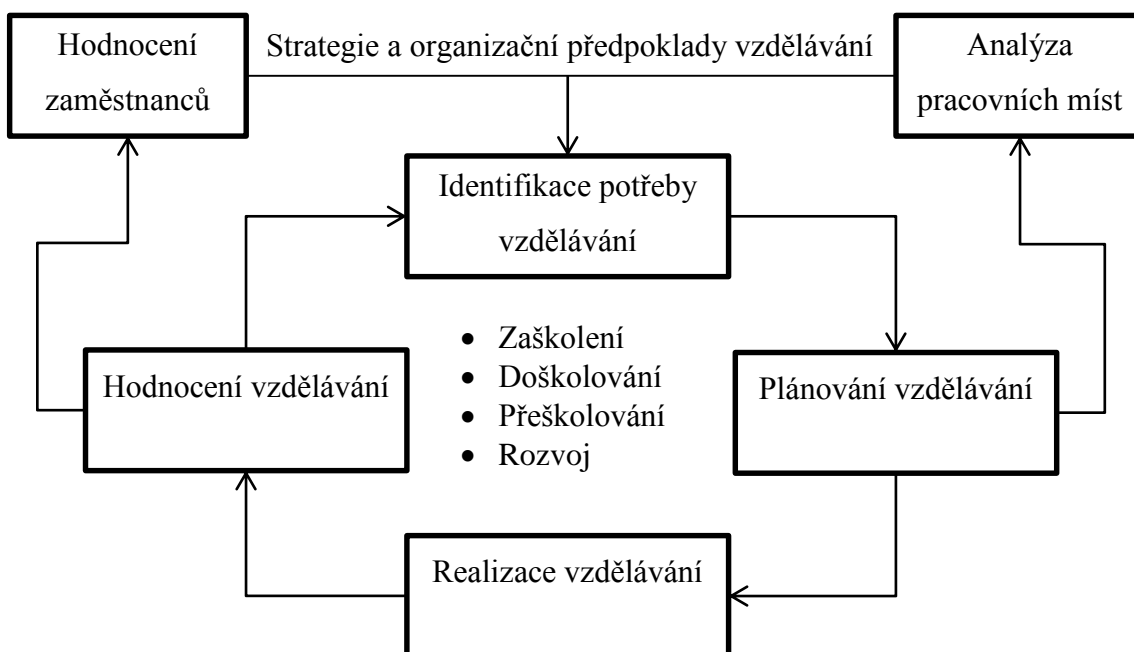 Hodnocení
zaměstnanců
Strategie a organizační předpoklady vzdělávání
Analýza
pracovních míst
Identifikace potřeby
vzdělávání
• Zaškolení
• Doškolování
• Přeškolování
• Rozvoj
Hodnocení vzdělávání
Plánování vzdělávání
Realizace vzdělávání